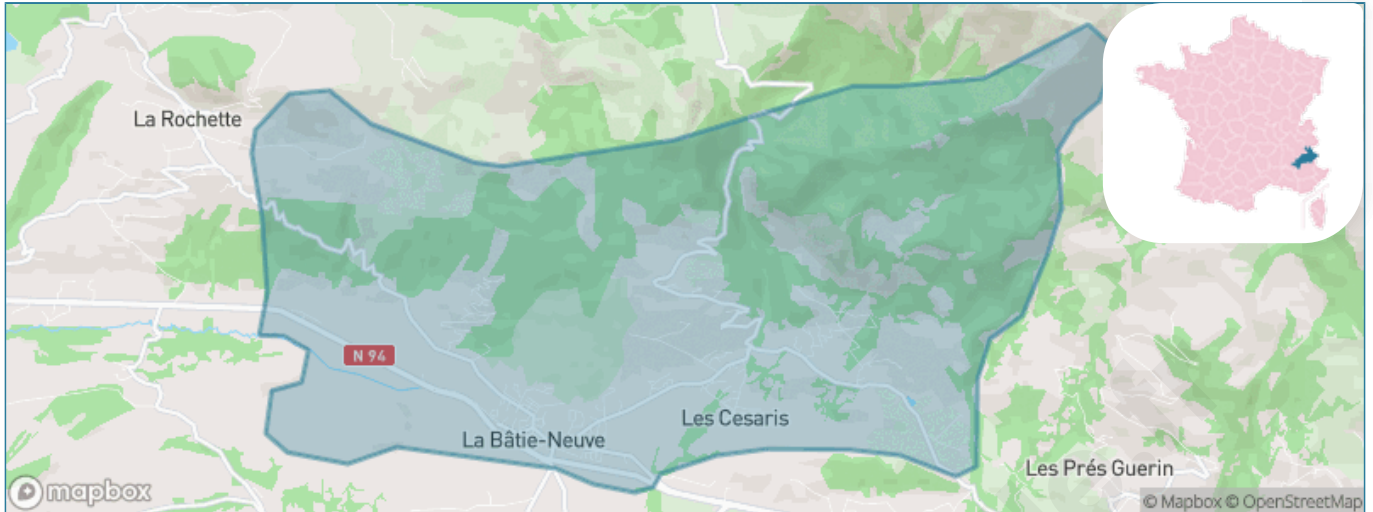 La Rochette
N 94
Les Cesaris
La Bâtie-Neuve
Les Prés Guerin
mapbox
© Mapbox © OpenStreetMap